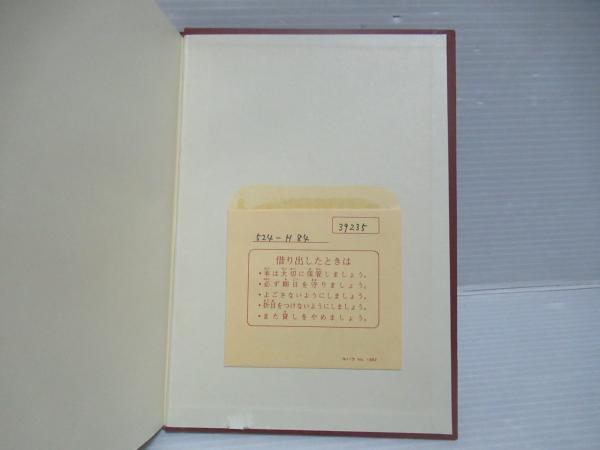 39235
524-H 84
借り出したときは
・本は大切に保管しましょう。
・必ず期日を守りましょう。
・よごさないようにしましょう。
・折目をつけないようにしましょう。
・また貸しをやめましょう。